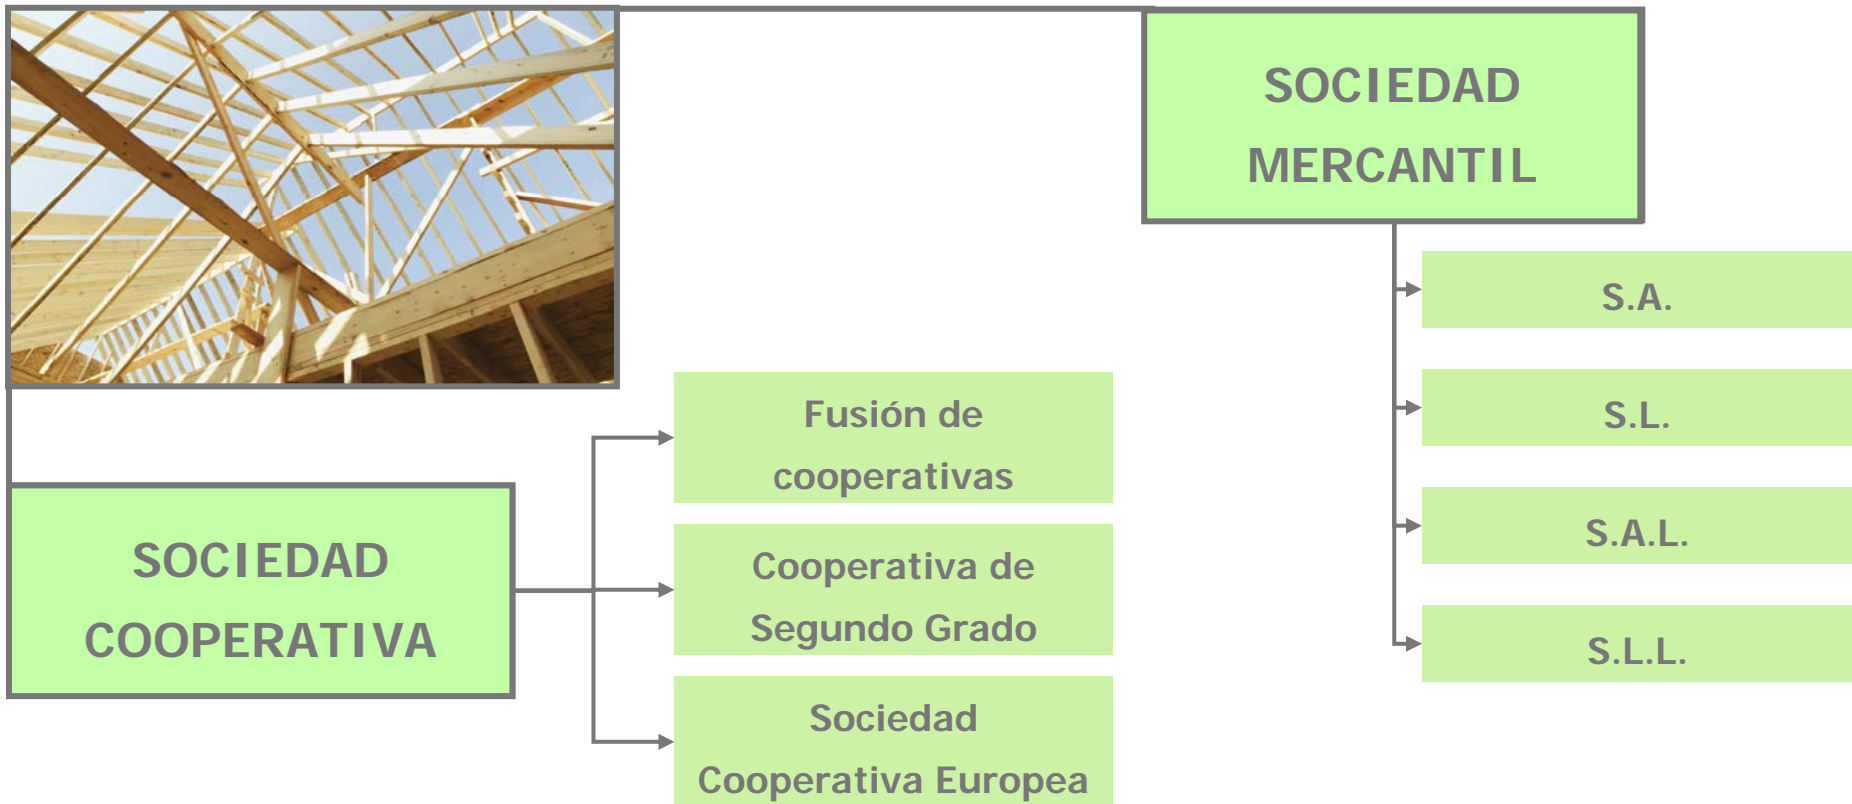 SOCIEDAD
MERCANTIL
S.A.
S.L.
S.A.L.
S.L.L.
SOCIEDAD
COOPERATIVA
Fusión de
cooperativas
Cooperativa de
Segundo Grado
Sociedad
Cooperativa Europea